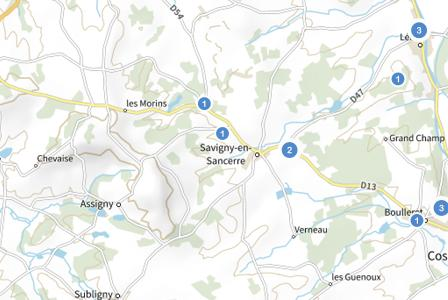 D54
3
Lé
1
D47
les Morins
1
1
Grand Champ
Savigny-en-
Sancerre
2
Chevaise
D13
Assigny
3
Boulleret
1
Verneau
Cos
les Guenoux
Subligny